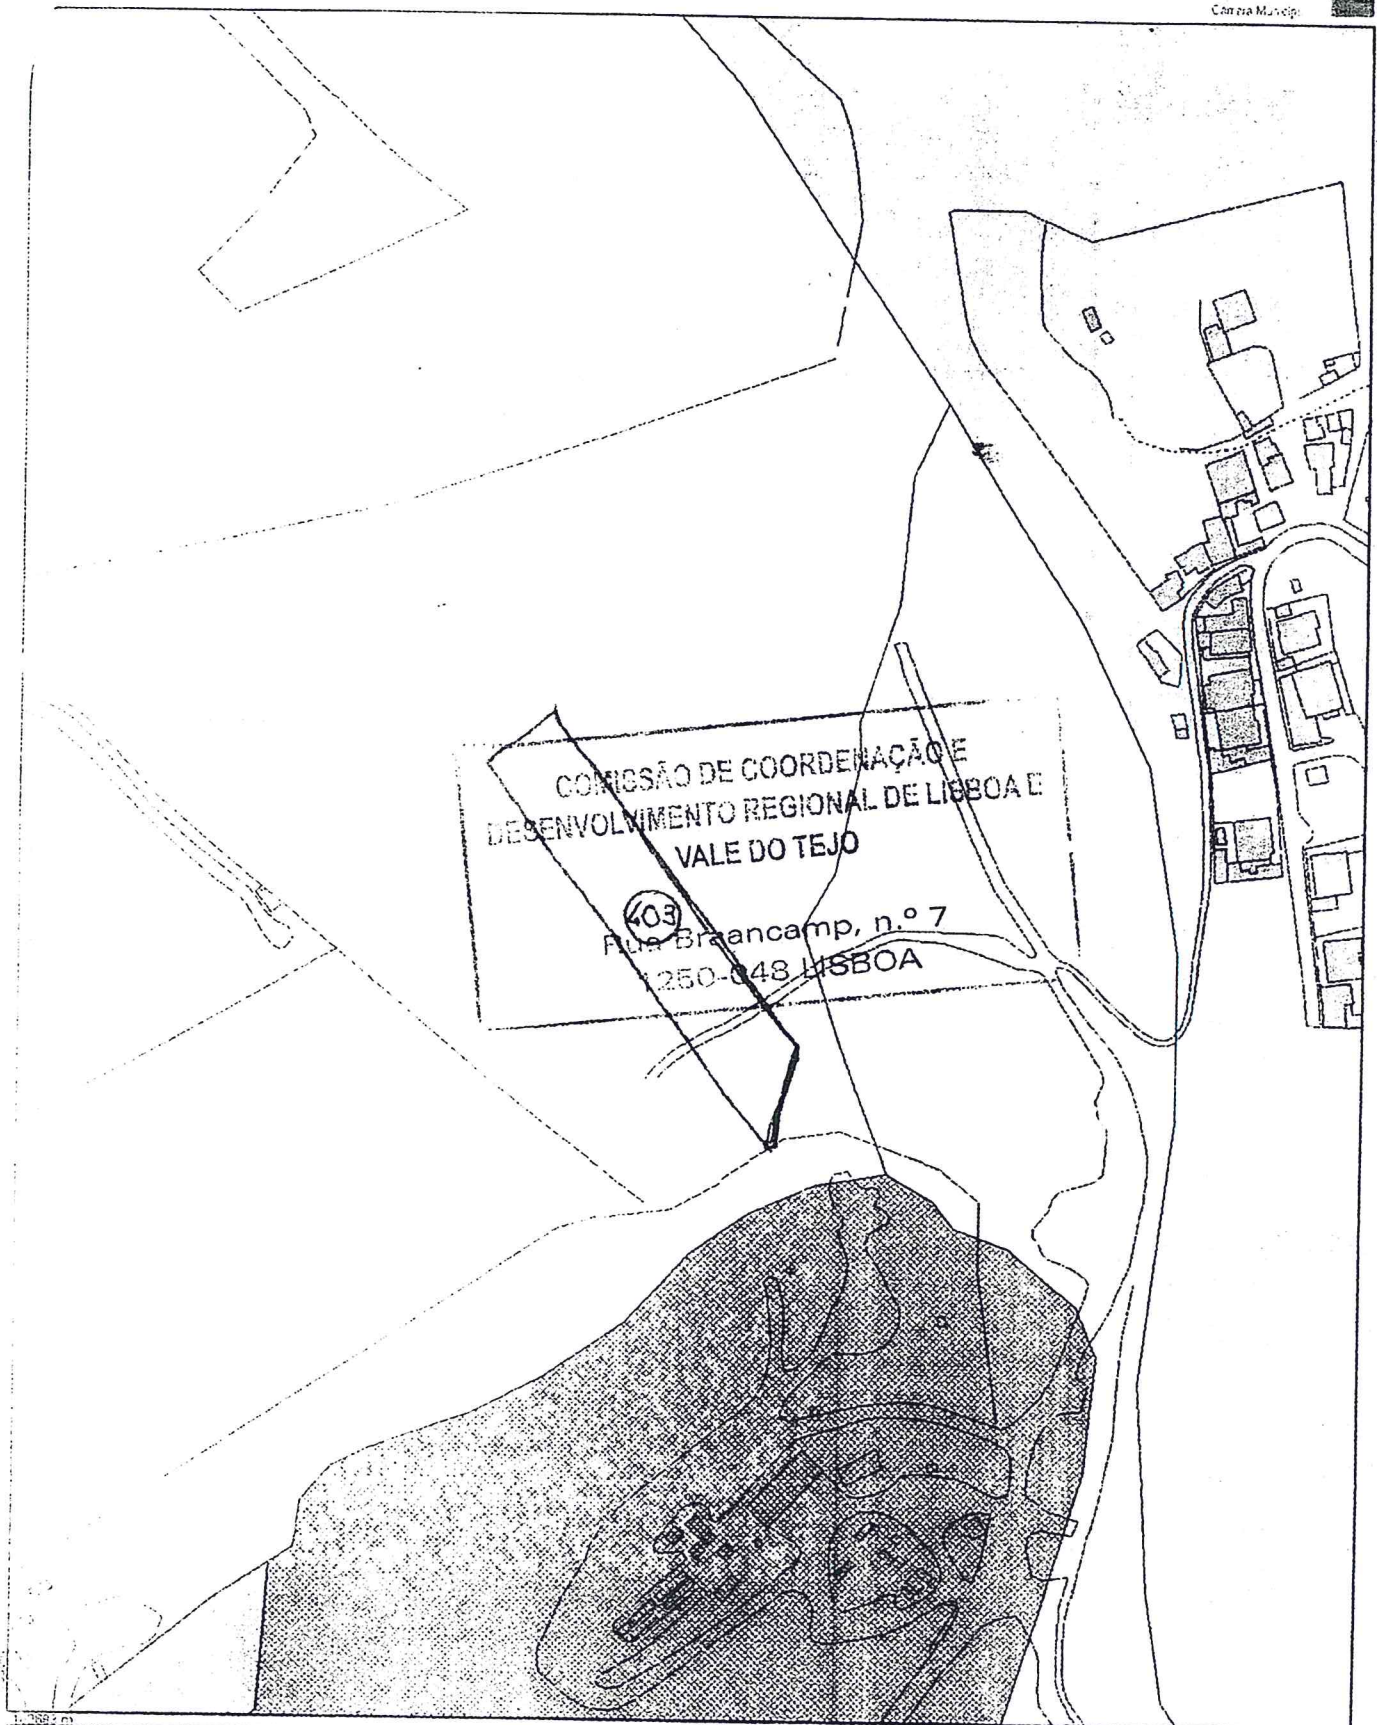 COMISSÃO DE COORDENAÇÃO E
DESENVOLVIMENTO REGIONAL DE LISBOA E
VALE DO TEJO
403
Rua Braancamp, n.º 7
1250-048 LISBOA